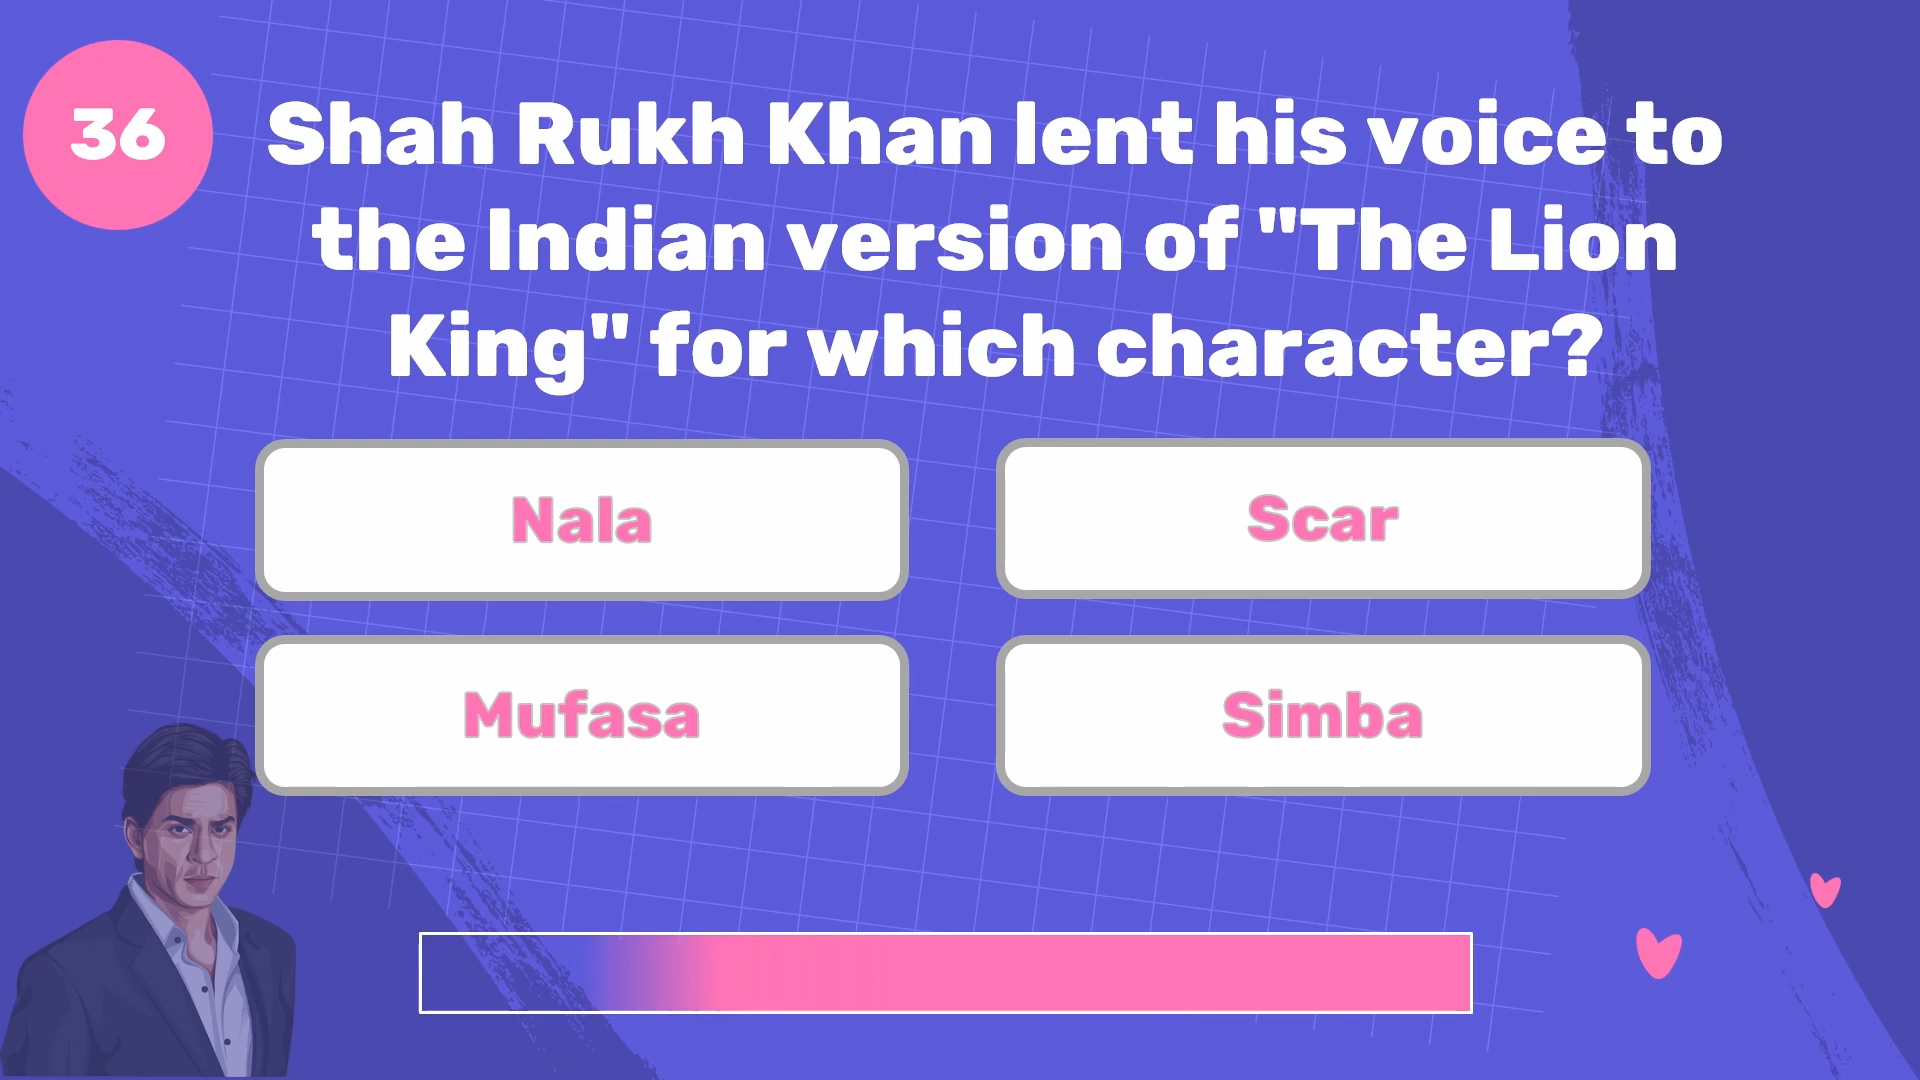 36
Shah Rukh Khan lent his voice to
the Indian version of "The Lion
King" for which character?
Nala
Scar
Mufasa
Simba